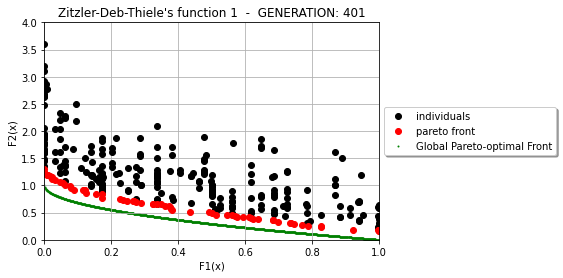 Zitzler-Deb-Thiele's function 1 - GENERATION: 401
4.0
3.5
3.0
2.5
2.0
1.5
1.0
0.5
0.0
F2(x)
0.0 0.2 0.4 0.6 0.8 1.0
F1(x)
individuals
pareto front
Global Pareto-optimal Front